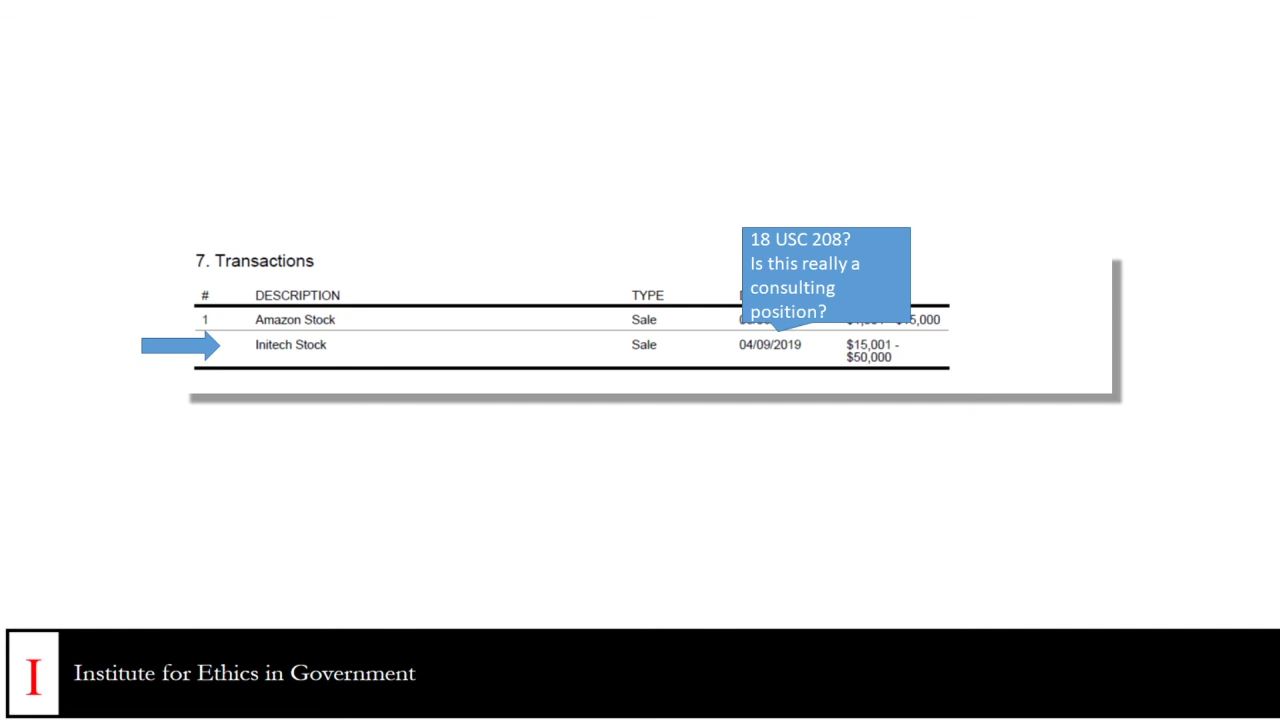 18 USC 208?
Is this really a
consulting
position?
7. Transactions
# DESCRIPTION TYPE
1 Amazon Stock Sale
Initech Stock Sale 04/09/2019 $15,001 -
$50,000
I
Institute for Ethics in Government